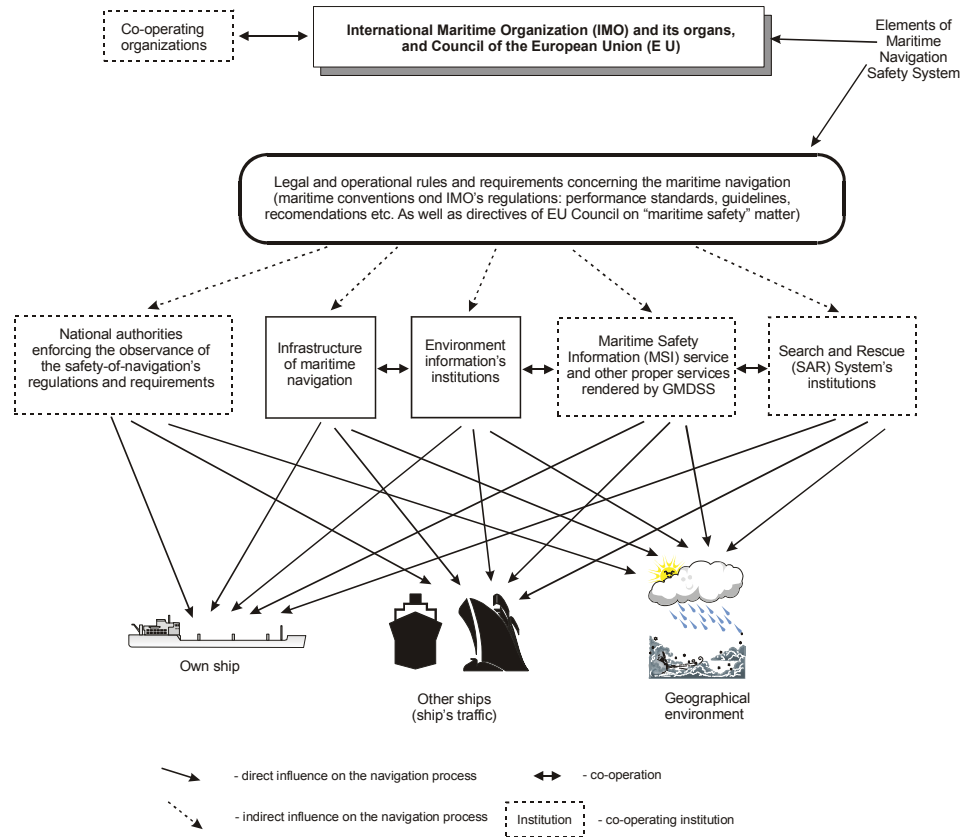 Co-operating
organizations
International Maritime Organization (IMO) and its organs,
and Council of the European Union (E U)
Elements of
Maritime
Navigation
Safety System
Legal and operational rules and requirements concerning the maritime navigation
(maritime conventions ond IMO's regulations: performance standards, guidelines,
recomendations etc. As well as directives of EU Council on "maritime safety" matter)
National authorities
enforcing the observance of
the safety-of-navigation's
regulations and requirements
Infrastructure
of maritime
navigation
Environment
information's
institutions
Maritime Safety
Information (MSI) service
and other proper services
rendered by GMDSS
Search and Rescue
(SAR) System's
institutions
Own ship
Other ships
(ship's traffic)
Geographical
environment
- direct influence on the navigation process
- co-operation
- indirect influence on the navigation process
Institution
- co-operating institution